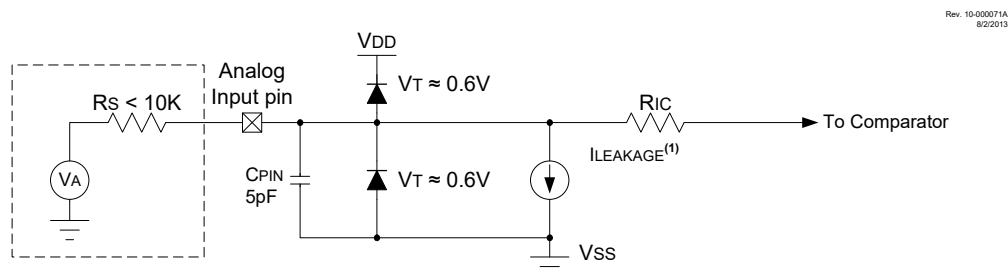 Rev. 10-000071A
8/2/2013
VDD
Analog
Input pin
VT ≈ 0.6V
RS < 10K
RIC
To Comparator
ILEAKAGE(1)
VA
CPIN
5pF
VT ≈ 0.6V
VSS